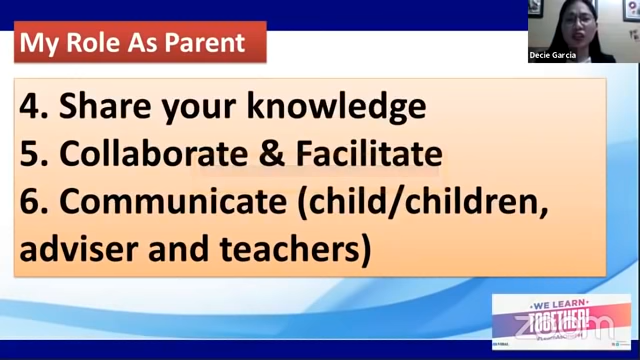 My Role As Parent
Decie Garcia
4. Share your knowledge
5. Collaborate & Facilitate
6. Communicate (child/children,
adviser and teachers)
WE LEARN
TOGETHER!
zoom